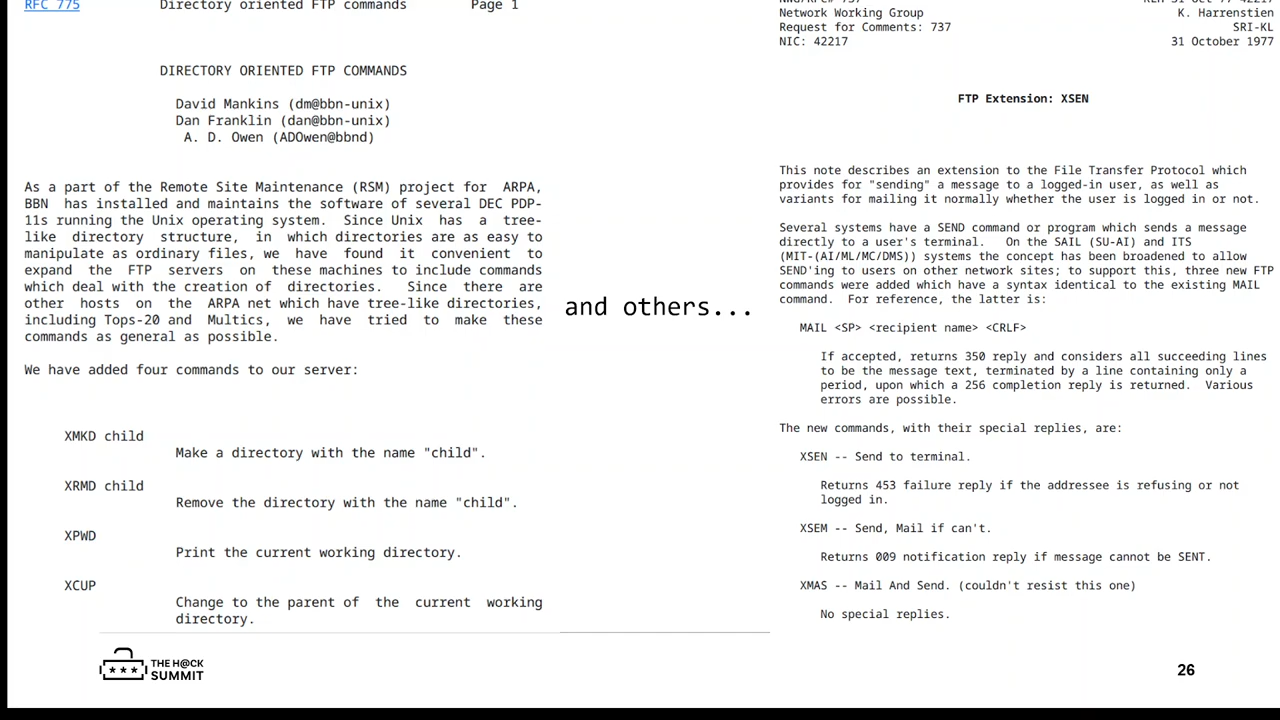 RFC 775 Directory oriented FTP commands Page 1
DIRECTORY ORIENTED FTP COMMANDS
David Mankins (dm@bbn-unix)
Dan Franklin (dan@bbn-unix)
A. D. Owen (ADOwen@bbnd)
As a part of the Remote Site Maintenance (RSM) project for ARPA,
BBN has installed and maintains the software of several DEC PDP-
11s running the Unix operating system. Since Unix has a tree-
like directory structure, in which directories are as easy to
manipulate as ordinary files, we have found it convenient to
expand the FTP servers on these machines to include commands
which deal with the creation of directories. Since there are
other hosts on the ARPA net which have tree-like directories,
including Tops-20 and Multics, we have tried to make these
commands as general as possible.
We have added four commands to our server:
XMKD child
Make a directory with the name "child".
XRMD child
Remove the directory with the name "child".
XPWD
Print the current working directory.
XCUP
Change to the parent of the current working
directory.
and others...
Network Working Group K. Harrenstien
Request for Comments: 737 SRI-KL
NIC: 42217 31 October 1977
FTP Extension: XSEN
This note describes an extension to the File Transfer Protocol which
provides for "sending" a message to a logged-in user, as well as
variants for mailing it normally whether the user is logged in or not.
Several systems have a SEND command or program which sends a message
directly to a user's terminal. On the SAIL (SU-AI) and ITS
(MIT-(AI/ML/MC/DMS)) systems the concept has been broadened to allow
SEND'ing to users on other network sites; to support this, three new FTP
commands were added which have a syntax identical to the existing MAIL
command. For reference, the latter is:
MAIL <SP> <recipient name> <CRLF>
If accepted, returns 350 reply and considers all succeeding lines
to be the message text, terminated by a line containing only a
period, upon which a 256 completion reply is returned. Various
errors are possible.
The new commands, with their special replies, are:
XSEN -- Send to terminal.
Returns 453 failure reply if the addressee is refusing or not
logged in.
XSEM -- Send, Mail if can't.
Returns 009 notification reply if message cannot be SENT.
XMAS -- Mail And Send. (couldn't resist this one)
No special replies.
THE H@CK
SUMMIT
26